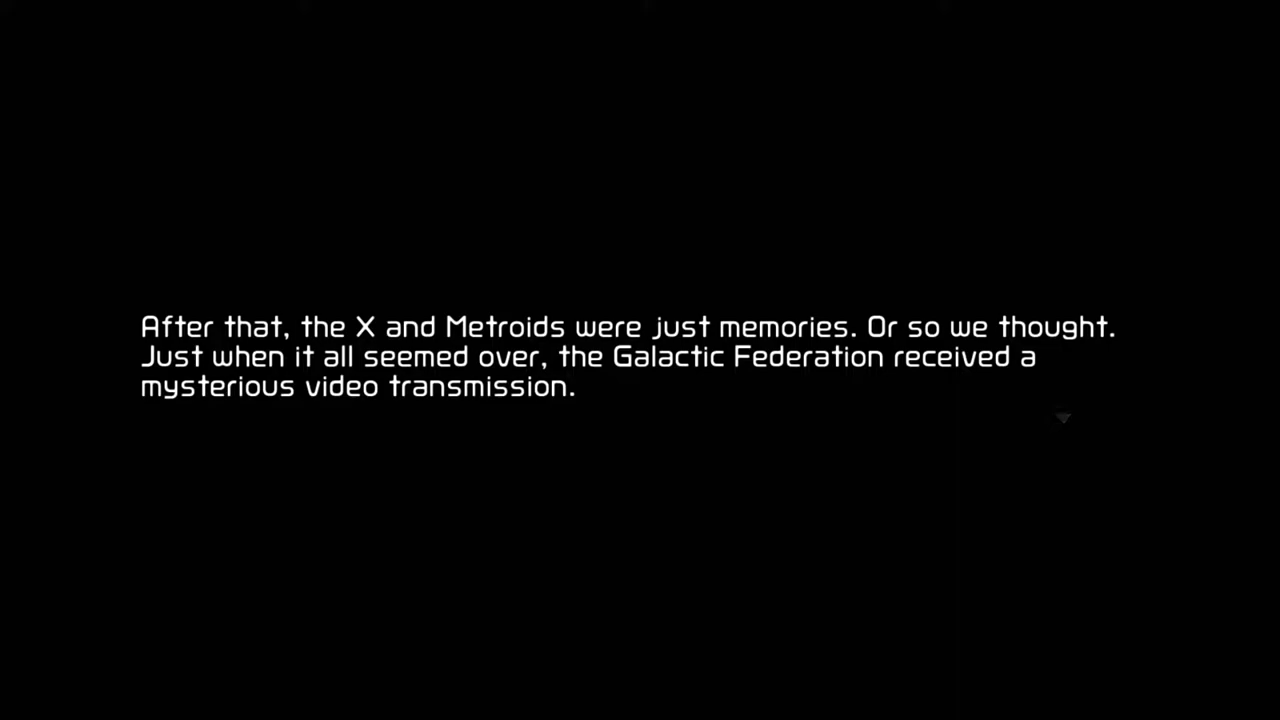 After that, the X and Metroids were just memories. Or so we thought.
Just when it all seemed over, the Galactic Federation received a
mysterious video transmission.